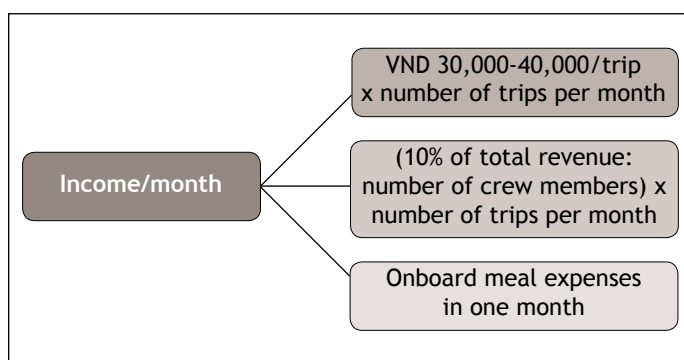 VND 30,000-40,000/trip
x number of trips per month
Income/month
(10% of total revenue:
number of crew members) x
number of trips per month
Onboard meal expenses
in one month